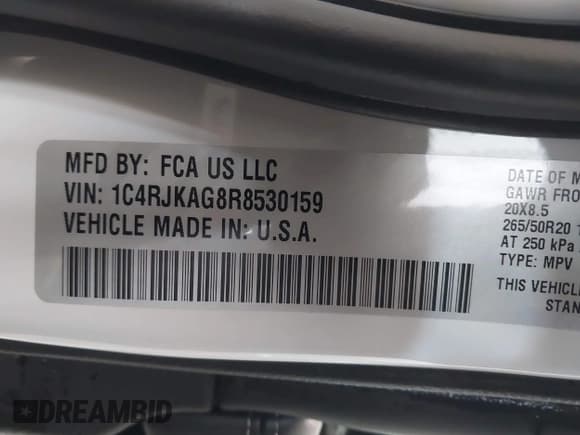 MFD BY: FCA US LLC
VIN: 1C4RJKAG8R8530159
VEHICLE MADE IN: U.S.A.
DATE OF M
GAWR FRO
20X8.5
265/50R20
AT 250 kPa
TYPE: MPV
THIS VEHICLE
STAN
DREAMBID